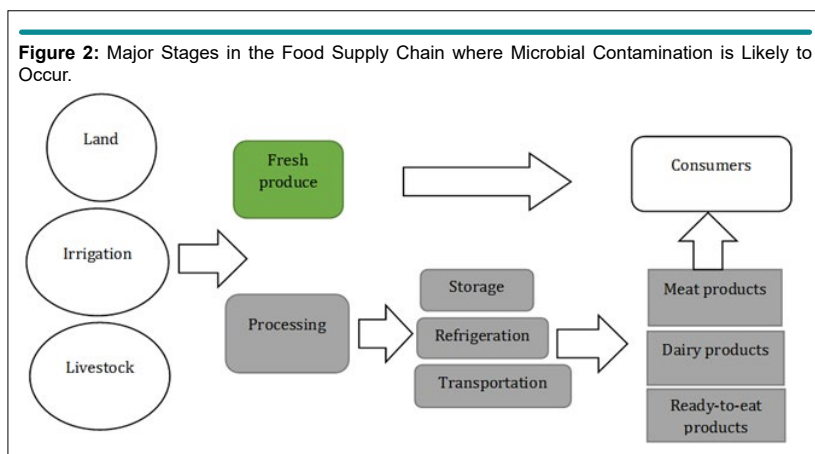 Figure 2: Major Stages in the Food Supply Chain where Microbial Contamination is Likely to
Occur.
Land
Irrigation
Livestock
Fresh
produce
Processing
Storage
Refrigeration
Transportation
Consumers
Meat products
Dairy products
Ready-to-eat
products